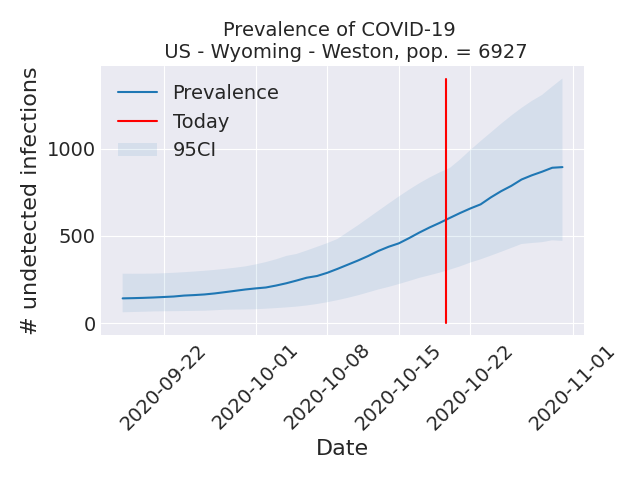 Prevalence of COVID-19
US - Wyoming - Weston, pop. = 6927
# undetected infections
1000
500
0
Prevalence
Today
95CI
2020-09-22
2020-10-01
2020-10-08
2020-10-15
2020-10-22
2020-11-01
Date